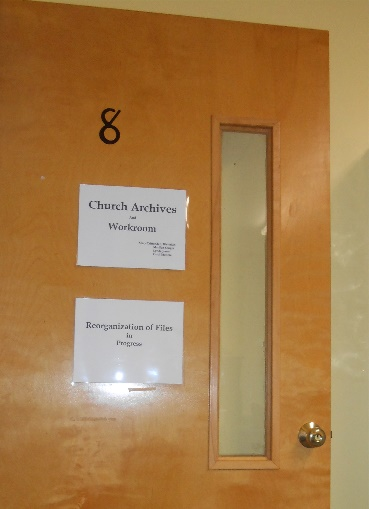 8
Church Archives
And
Workroom
Reorganization of Files
in
Progress